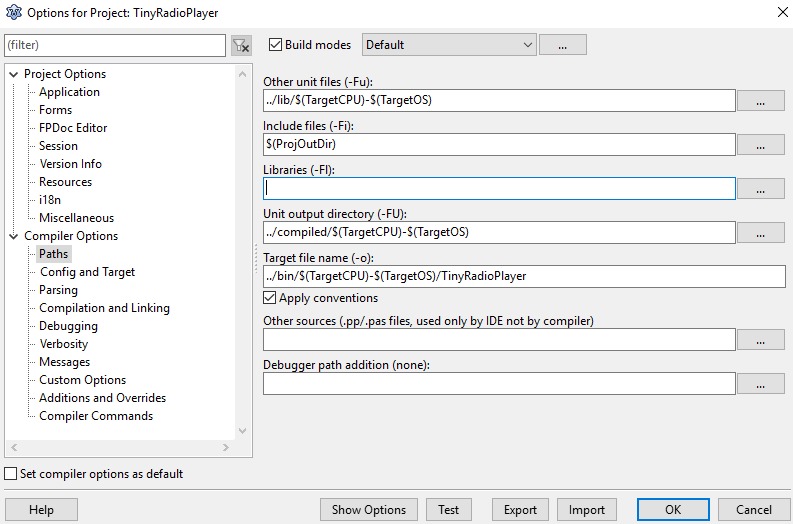 Options for Project: TinyRadioPlayer
(filter)
Build modes
Default
...
Project Options
Application
Forms
FPDoc Editor
Session
Version Info
Resources
i18n
Miscellaneous
Compiler Options
Paths
Config and Target
Parsing
Compilation and Linking
Debugging
Verbosity
Messages
Custom Options
Additions and Overrides
Compiler Commands
Set compiler options as default
Other unit files (-Fu):
../lib/$(TargetCPU)-$(TargetOS)
...
Include files (-Fi):
$(ProjOutDir)
...
Libraries (-Fl):
...
Unit output directory (-FU):
../compiled/$(TargetCPU)-$(TargetOS)
...
Target file name (-o):
../bin/$(TargetCPU)-$(TargetOS)/TinyRadioPlayer
Apply conventions
Other sources (.pp/.pas files, used only by IDE not by compiler)
...
Debugger path addition (none):
...
Help
Show Options
Test
Export
Import
OK
Cancel